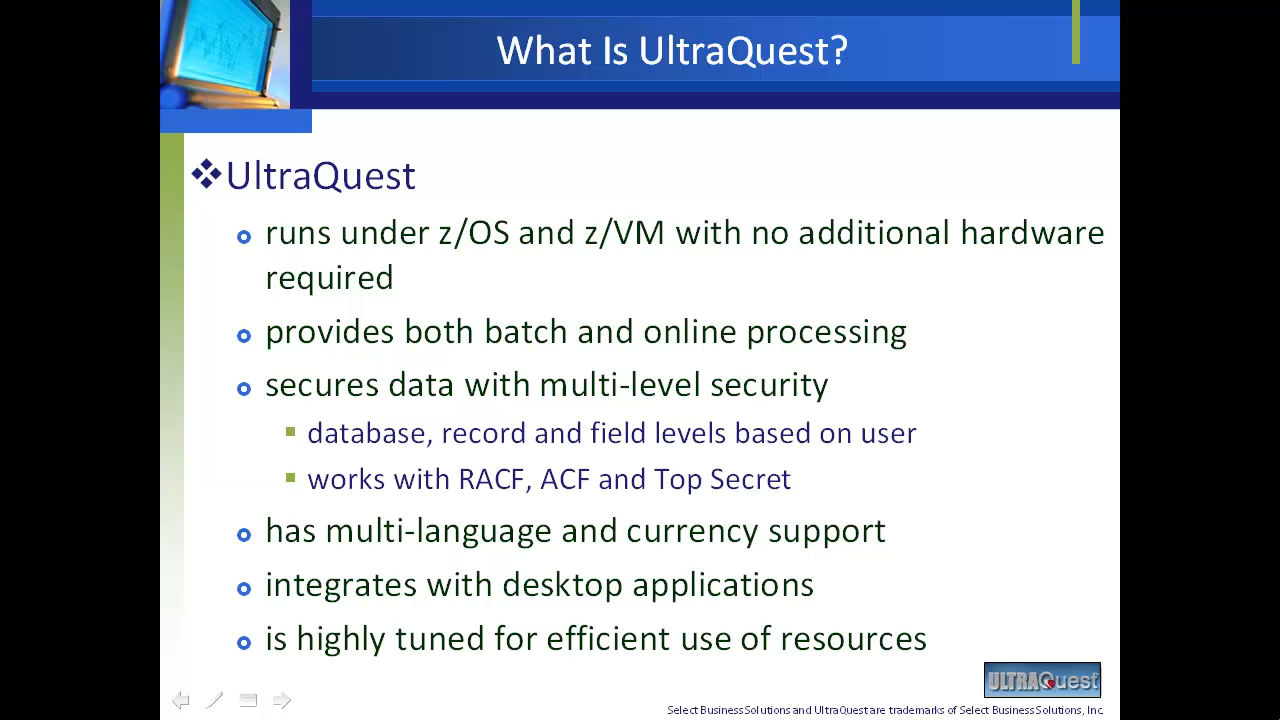 What Is UltraQuest?
UltraQuest
runs under z/OS and z/VM with no additional hardware
required
provides both batch and online processing
secures data with multi-level security
database, record and field levels based on user
works with RACF, ACF and Top Secret
has multi-language and currency support
integrates with desktop applications
is highly tuned for efficient use of resources
ULTRAQuest
Select Business Solutions and UltraQuest are trademarks of Select Business Solutions, Inc.